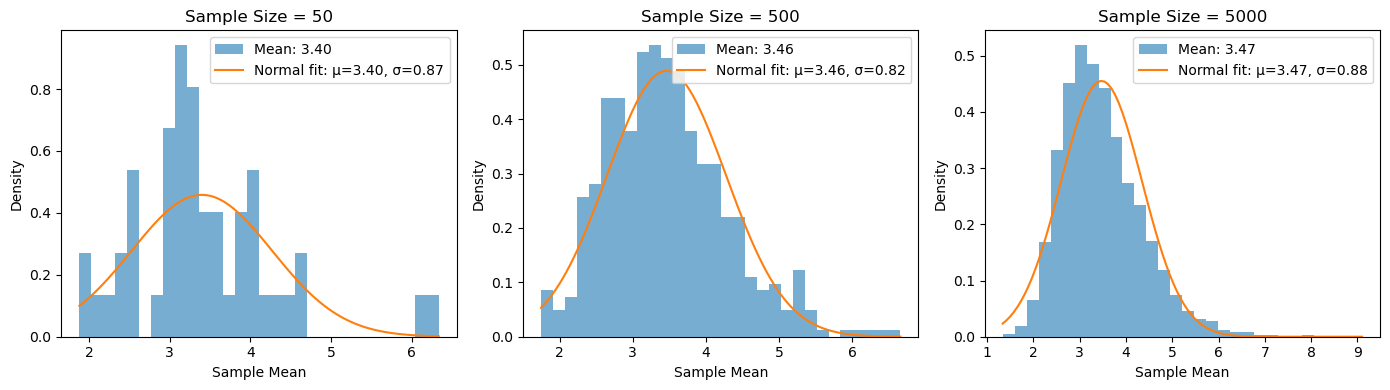 Sample Size = 50
Mean: 3.40
Normal fit: μ=3.40, σ=0.87
Density
0.8
0.6
0.4
0.2
0.0
2 3 4 5 6
Sample Mean
Sample Size = 500
Mean: 3.46
Normal fit: μ=3.46, σ=0.82
Density
0.5
0.4
0.3
0.2
0.1
0.0
2 3 4 5 6
Sample Mean
Sample Size = 5000
Mean: 3.47
Normal fit: μ=3.47, σ=0.88
Density
0.5
0.4
0.3
0.2
0.1
0.0
1 2 3 4 5 6 7 8 9
Sample Mean